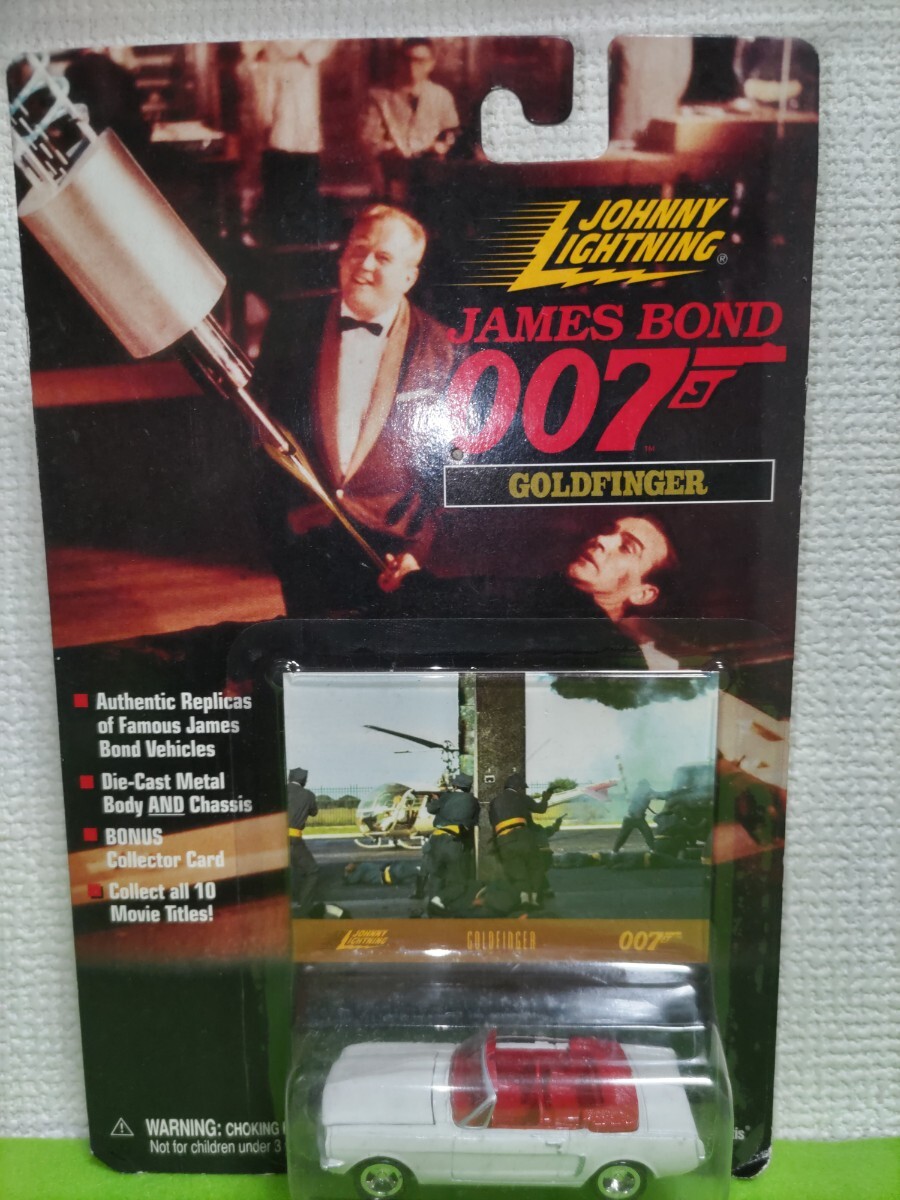 JOHNNY
LIGHTNING®
JAMES BOND
007™
GOLDFINGER
Authentic Replicas
of Famous James
Bond Vehicles
Die-Cast Metal
Body AND Chassis
BONUS
Collector Card
Collect all 10
Movie Titles!
JOHNNY
LIGHTNING
GOLDFINGER
007
WARNING: CHOKING
Not for children under 3